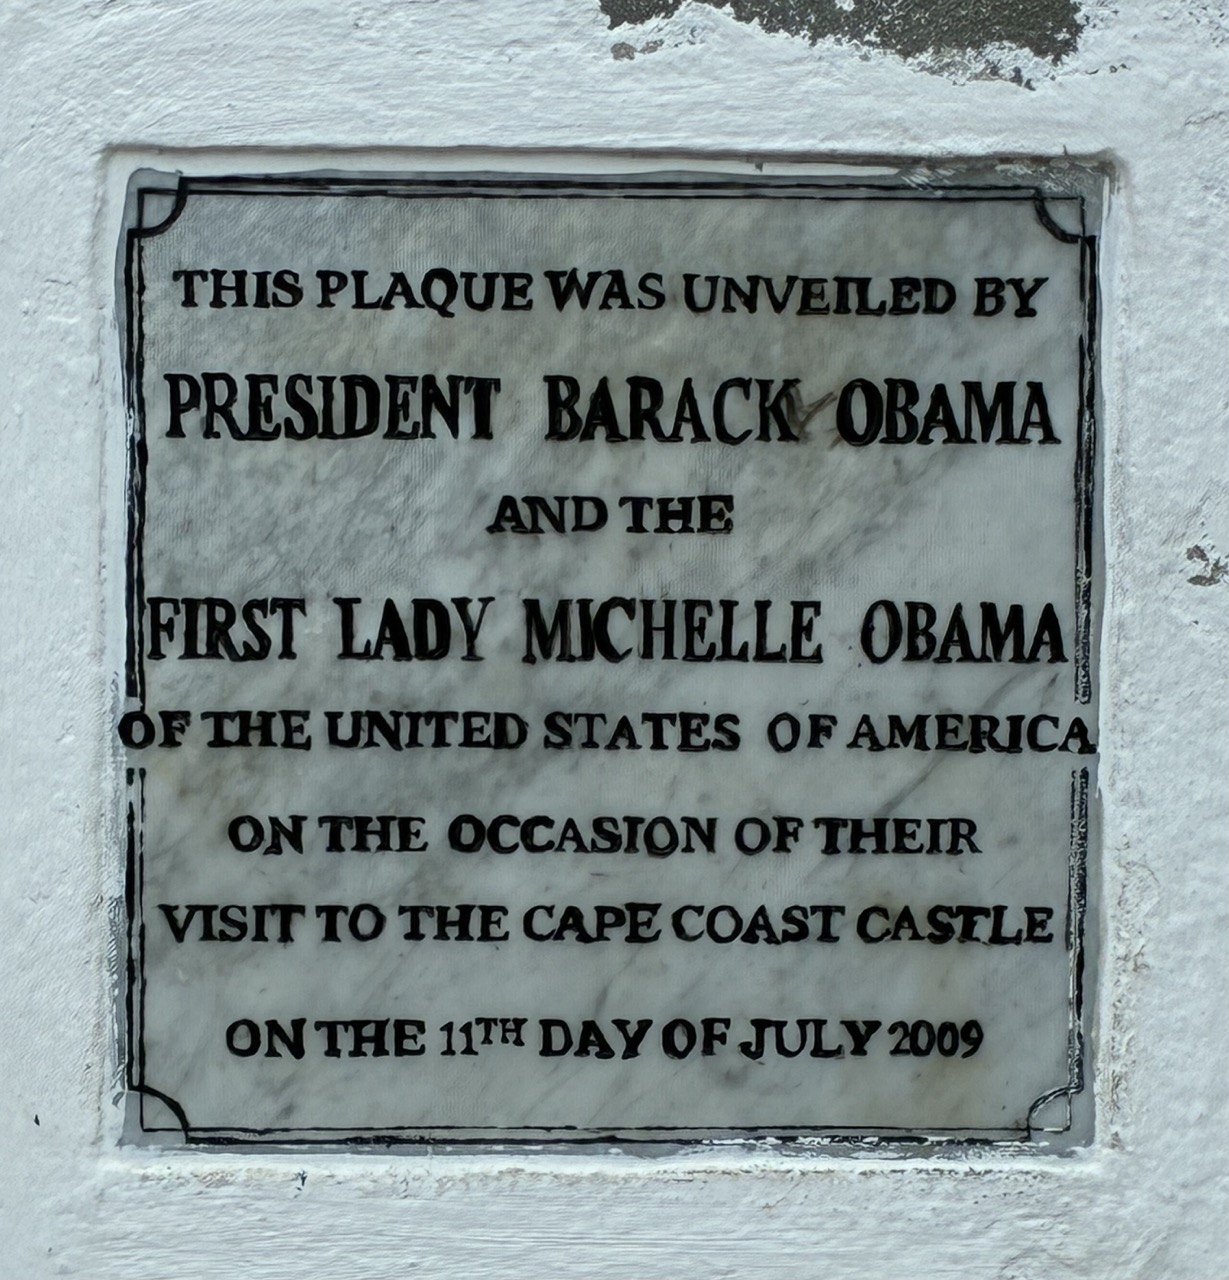 THIS PLAQUE WAS UNVEILED BY
PRESIDENT BARACK OBAMA
AND THE
FIRST LADY MICHELLE OBAMA
OF THE UNITED STATES OF AMERICA
ON THE OCCASION OF THEIR
VISIT TO THE CAPE COAST CASTLE
ON THE 11TH DAY OF JULY 2009